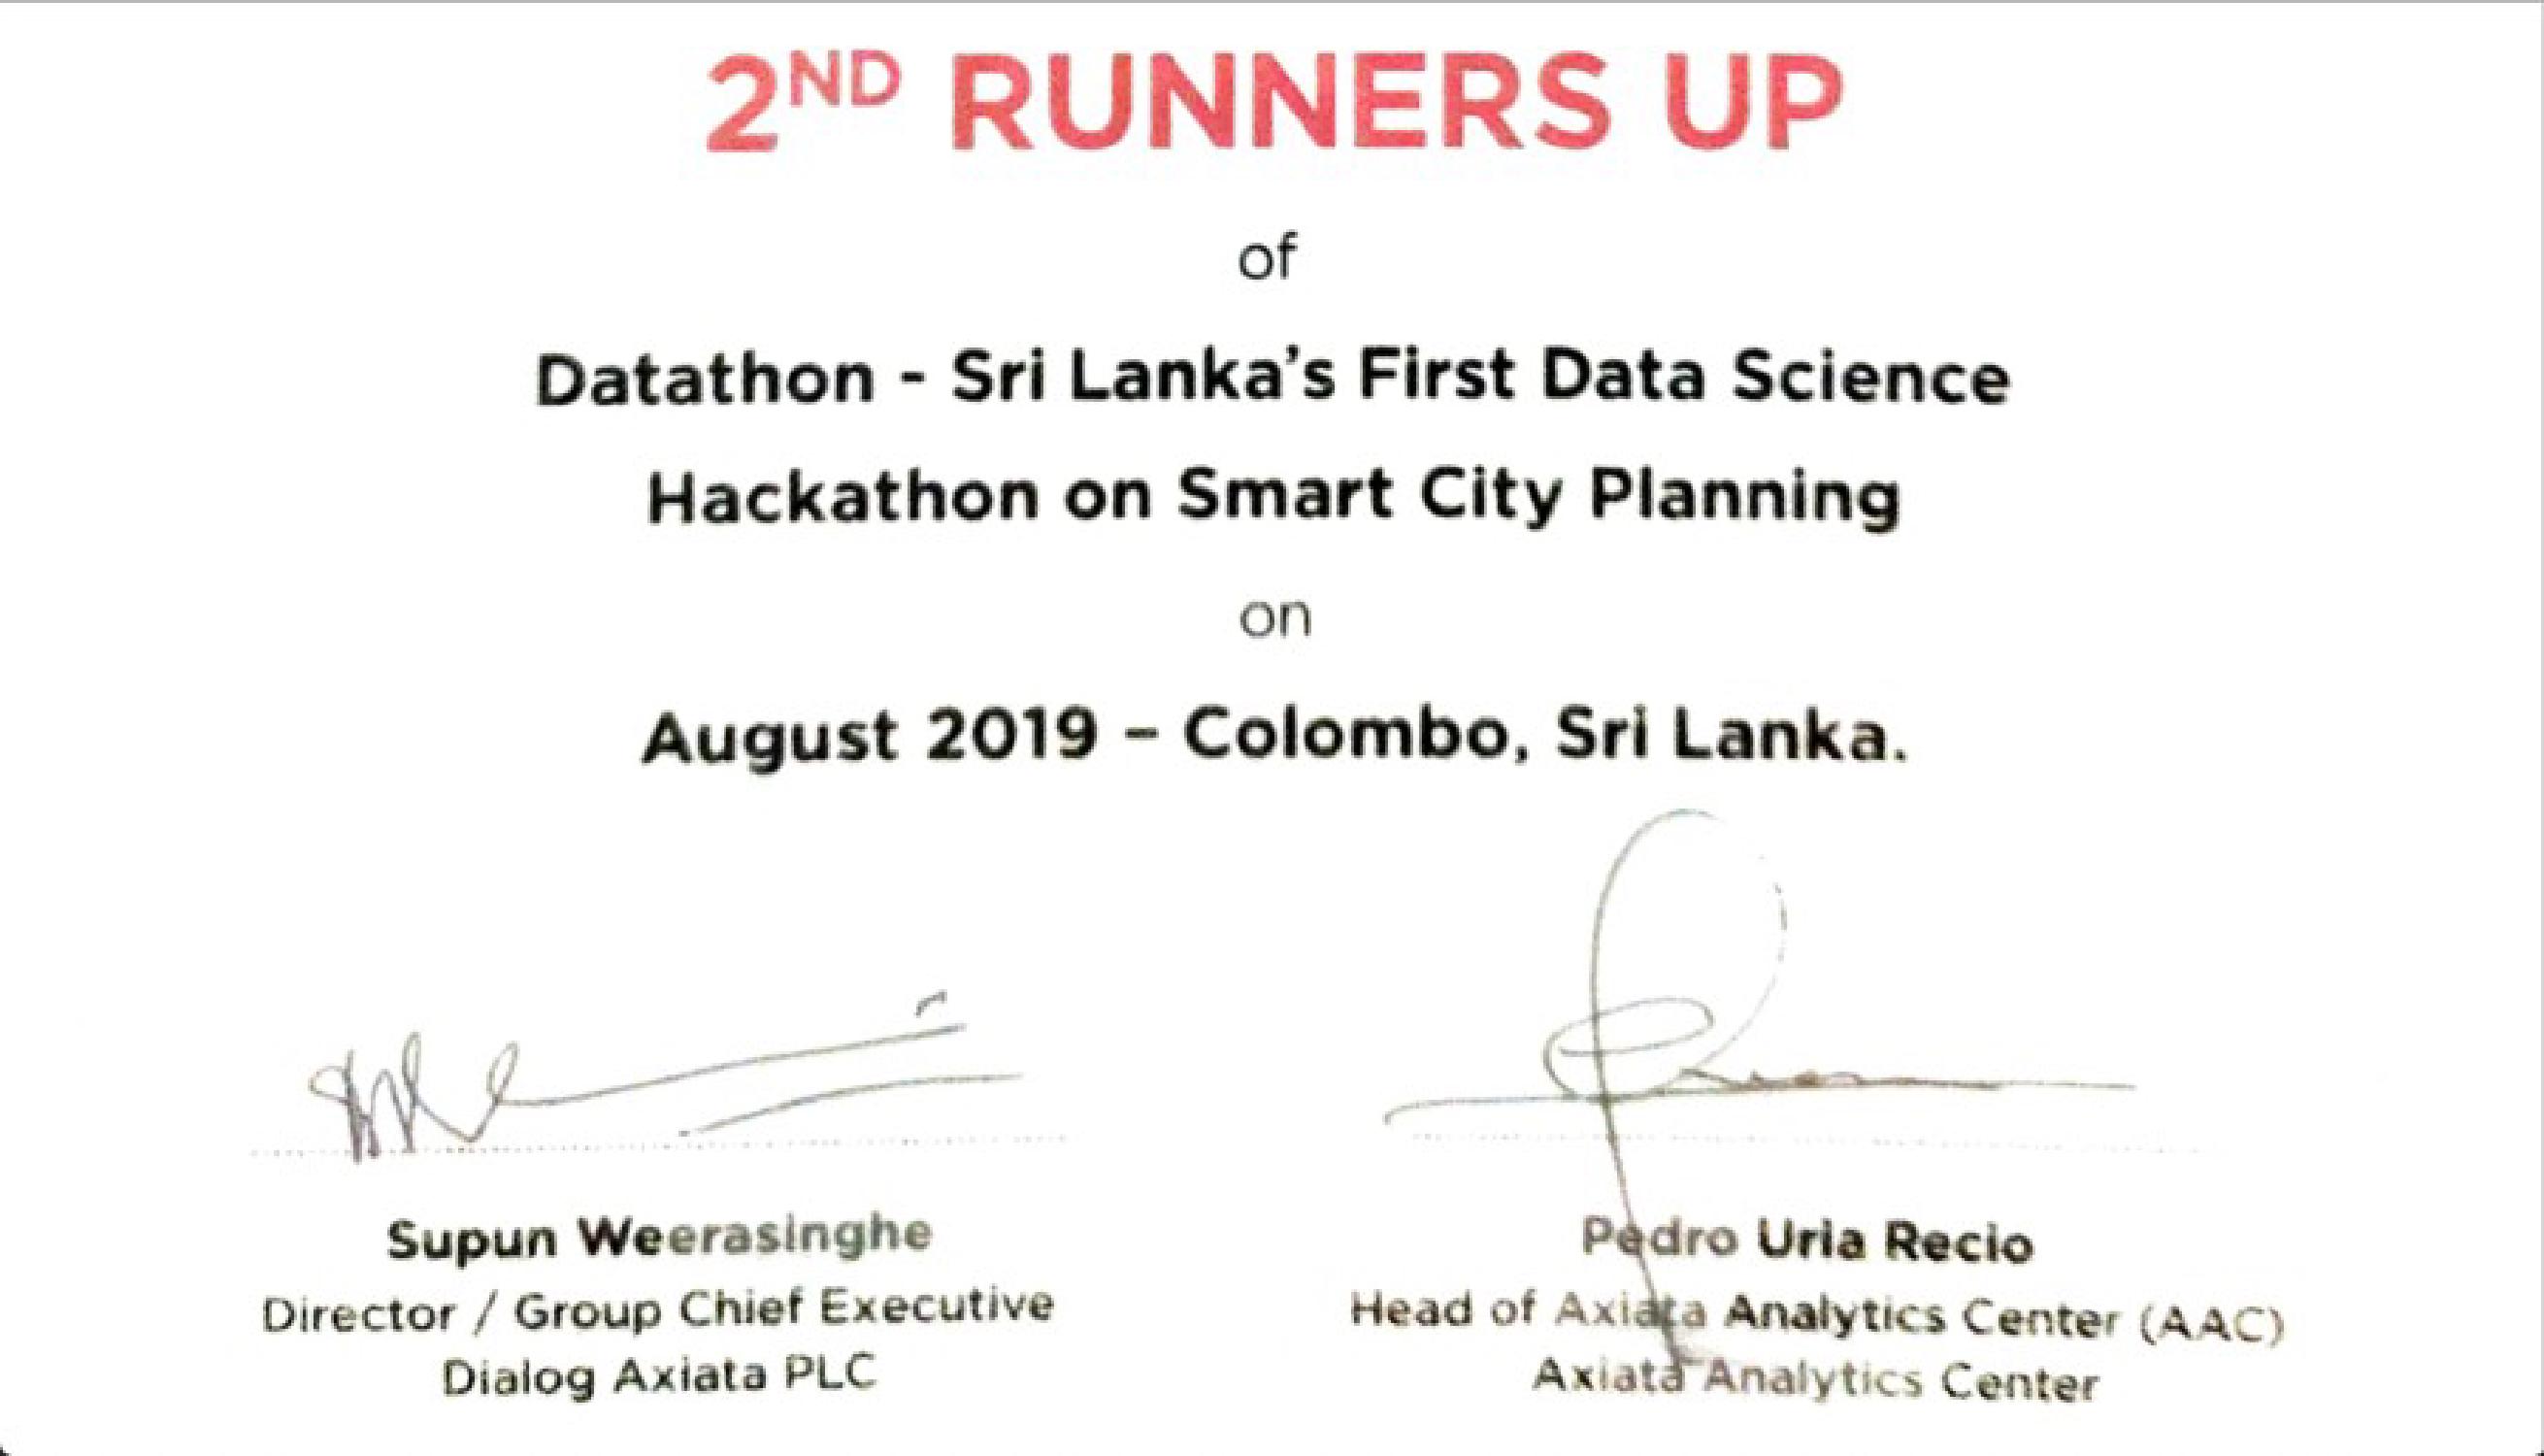 2ND RUNNERS UP
of
Datathon - Sri Lanka's First Data Science
Hackathon on Smart City Planning
on
August 2019 – Colombo, Sri Lanka.
Supun Weerasinghe
Director / Group Chief Executive
Dialog Axiata PLC
Pedro Uria Recio
Head of Axiata Analytics Center (AAC)
Axiata Analytics Center